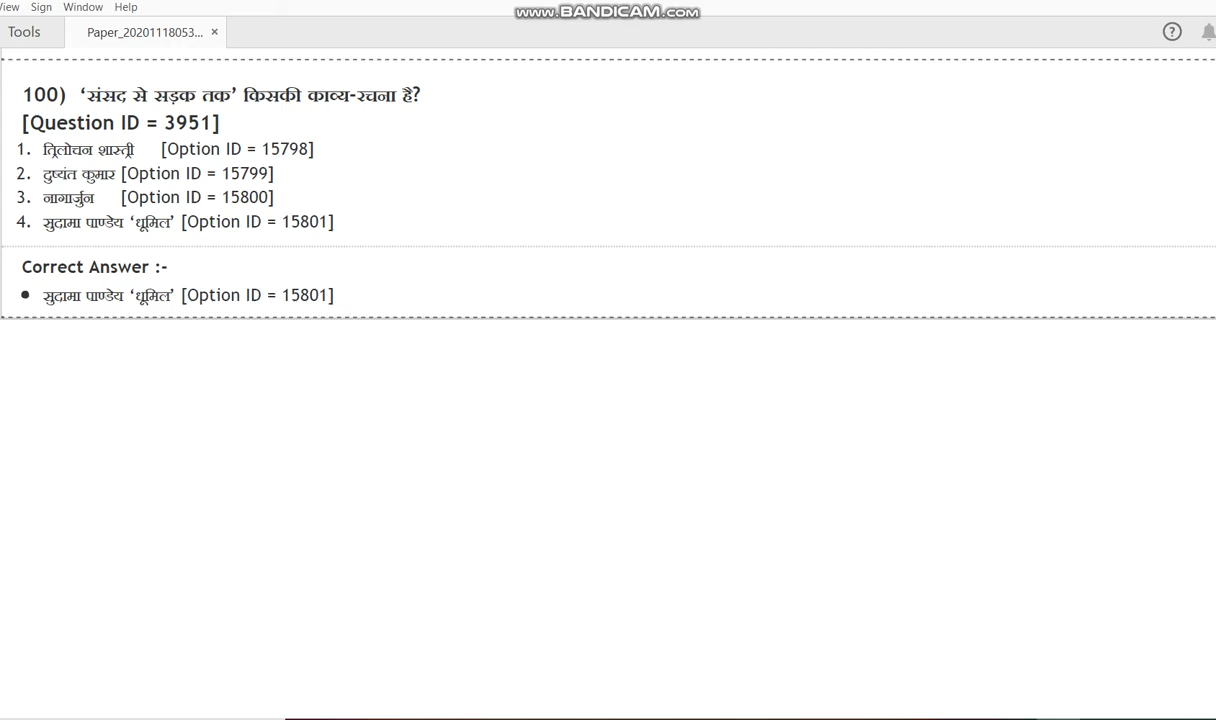 View Sign Window Help
www.BANDICAM.com
Tools Paper_20201118053... × ?
100) ‘संसद से सड़क तक’ किसकी काव्य-रचना है?
[Question ID = 3951]
1. त्रिलोचन शास्त्री [Option ID = 15798]
2. दुष्यंत कुमार [Option ID = 15799]
3. नागार्जुन [Option ID = 15800]
4. सुदामा पाण्डेय ‘धूमिल’ [Option ID = 15801]
Correct Answer :-
• सुदामा पाण्डेय ‘धूमिल’ [Option ID = 15801]